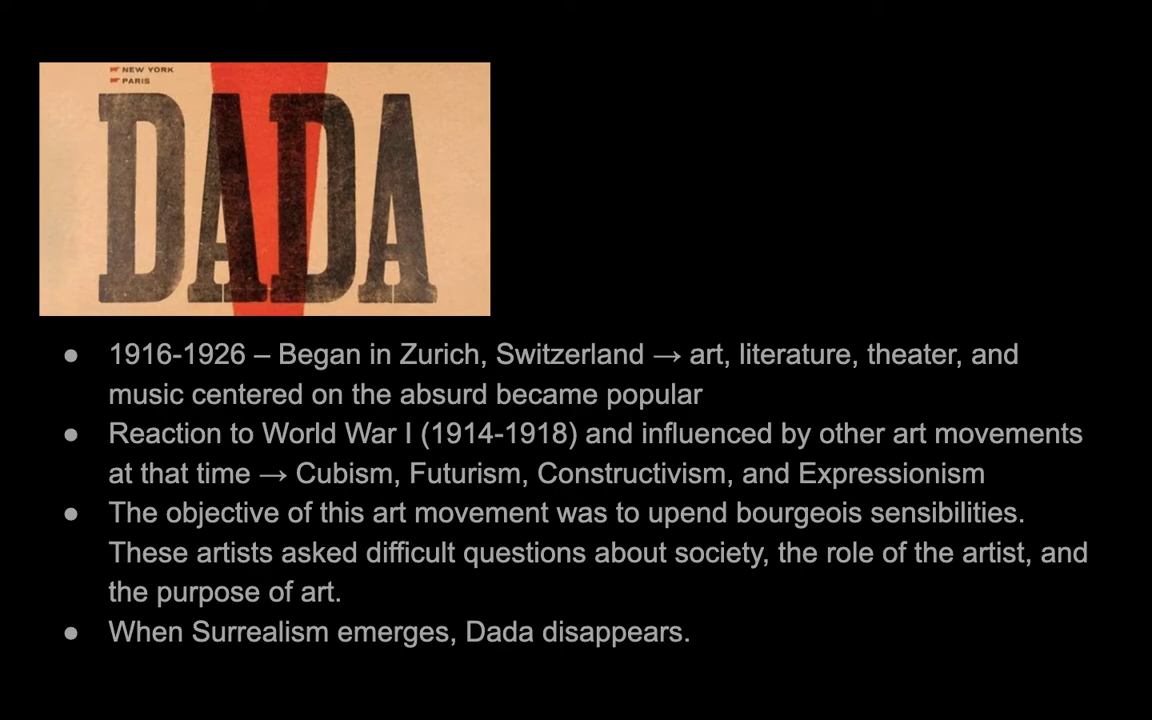 NEW YORK
PARIS
DADA
● 1916-1926 – Began in Zurich, Switzerland → art, literature, theater, and
music centered on the absurd became popular
● Reaction to World War I (1914-1918) and influenced by other art movements
at that time → Cubism, Futurism, Constructivism, and Expressionism
● The objective of this art movement was to upend bourgeois sensibilities.
These artists asked difficult questions about society, the role of the artist, and
the purpose of art.
● When Surrealism emerges, Dada disappears.